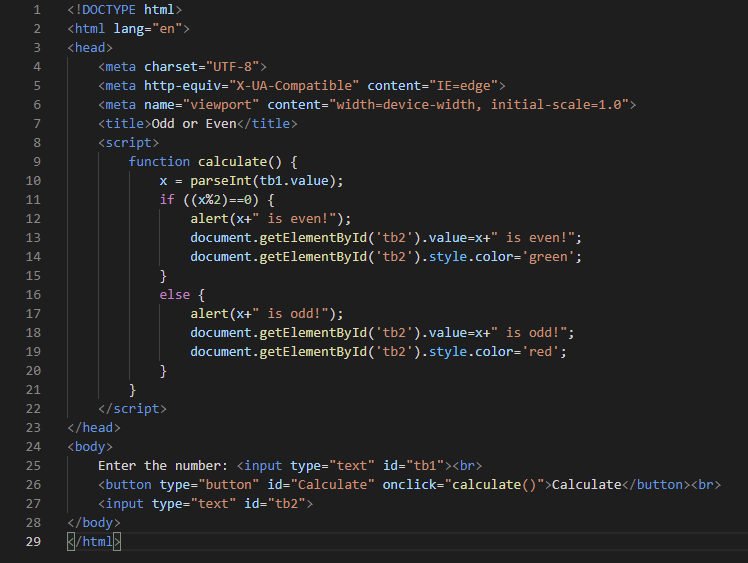 1 <!DOCTYPE html>
2 <html lang="en">
3 <head>
4     <meta charset="UTF-8">
5     <meta http-equiv="X-UA-Compatible" content="IE=edge">
6     <meta name="viewport" content="width=device-width, initial-scale=1.0">
7     <title>Odd or Even</title>
8     <script>
9         function calculate() {
10             x = parseInt(tb1.value);
11             if ((x%2)==0) {
12                 alert(x+" is even!");
13                 document.getElementById('tb2').value=x+" is even!";
14                 document.getElementById('tb2').style.color='green';
15             }
16             else {
17                 alert(x+" is odd!");
18                 document.getElementById('tb2').value=x+" is odd!";
19                 document.getElementById('tb2').style.color='red';
20             }
21         }
22     </script>
23 </head>
24 <body>
25     Enter the number: <input type="text" id="tb1"><br>
26     <button type="button" id="Calculate" onclick="calculate()">Calculate</button><br>
27     <input type="text" id="tb2">
28 </body>
29 </html>